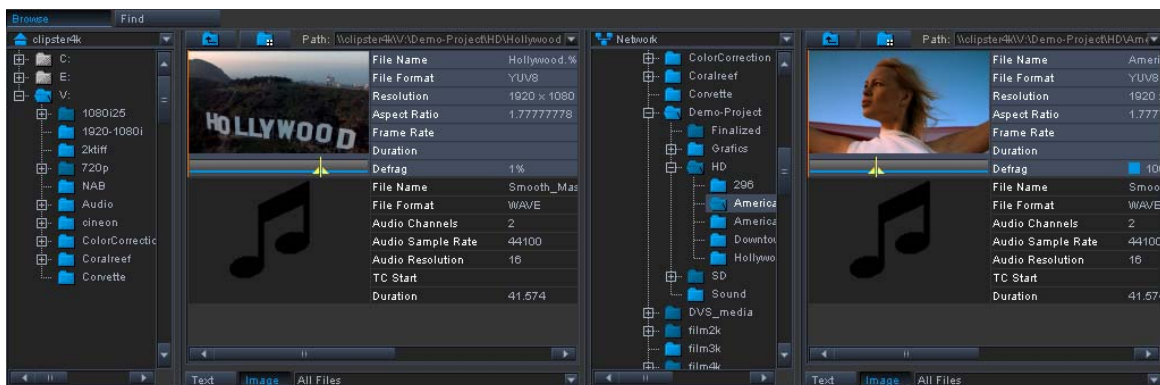 Browse Find
clipster4k
C:
E:
V:
1080i25
1920-1080i
2ktiff
720p
NAB
Audio
cineon
ColorCorrectic
Coralreef
Corvette
Path: \\clipster4k\V:\Demo-Project\HD\Hollywood
HOLLYWOOD
File Name Hollywood.%
File Format YUV8
Resolution 1920 x 1080
Aspect Ratio 1.77777778
Frame Rate
Duration
Defrag 1%
File Name Smooth_Mas
File Format WAVE
Audio Channels 2
Audio Sample Rate 44100
Audio Resolution 16
TC Start
Duration 41.574
Text Image All Files
Network
ColorCorrection
Coralreef
Corvette
Demo-Project
Finalized
Grafics
HD
296
America
America
Downtou
Hollywo
SD
Sound
DVS_media
film2k
film3k
film4k
Path: \\clipster4k\V:\Demo-Project\HD\Am
File Name Ameri
File Format YUV8
Resolution 1920
Aspect Ratio 1.777
Frame Rate
Duration
Defrag 10
File Name Smoo
File Format WAVE
Audio Channels 2
Audio Sample Rate 44100
Audio Resolution 16
TC Start
Duration 41.57
Text Image All Files